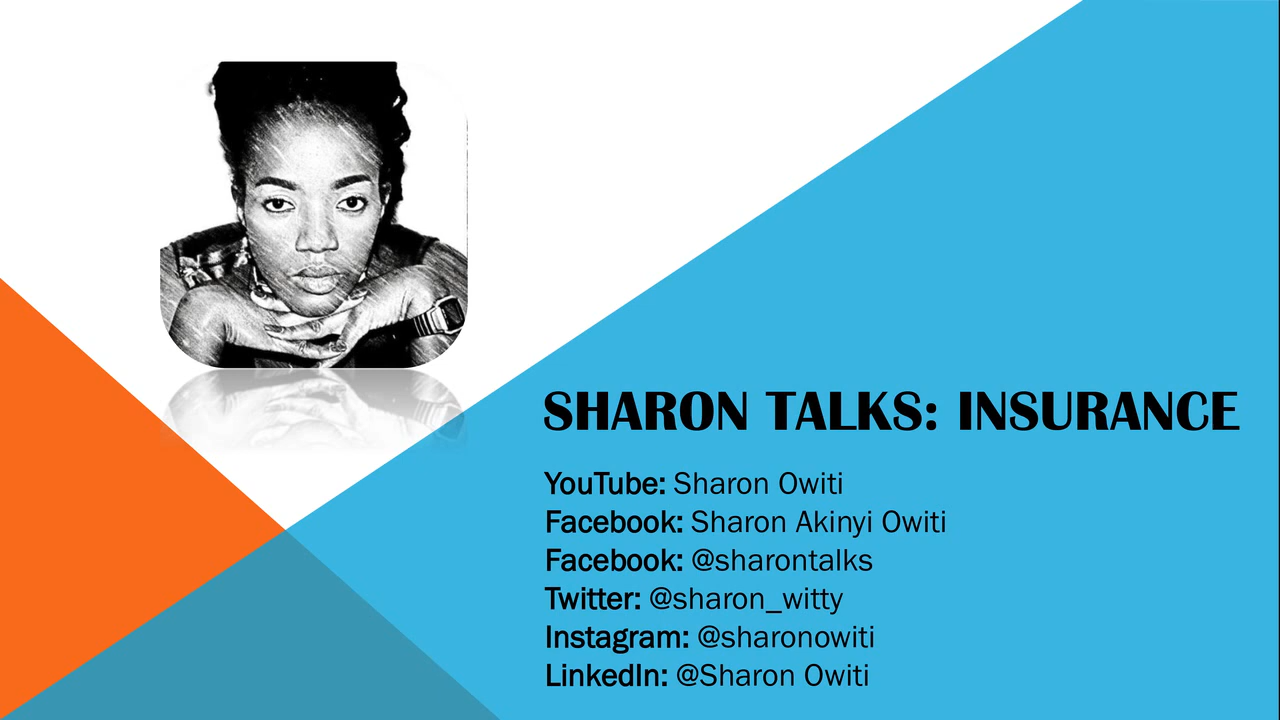 SHARON TALKS: INSURANCE
YouTube: Sharon Owiti
Facebook: Sharon Akinyi Owiti
Facebook: @sharontalks
Twitter: @sharon_witty
Instagram: @sharonowiti
LinkedIn: @Sharon Owiti